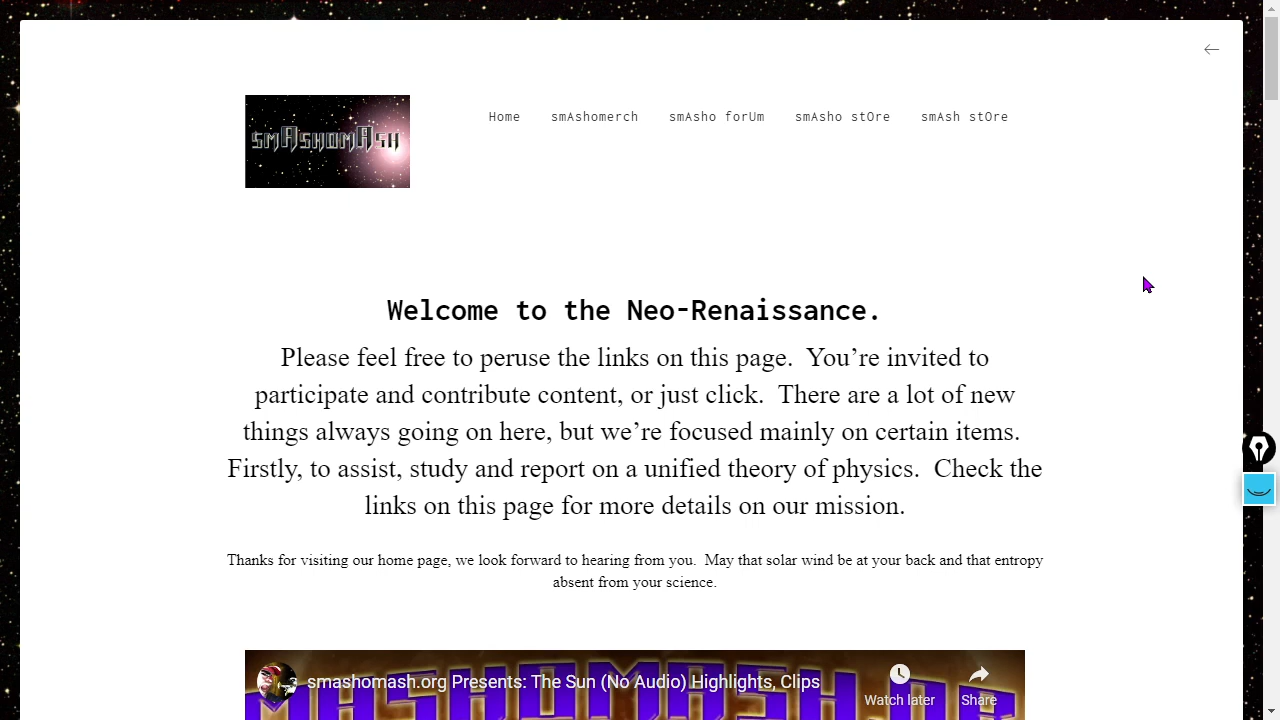 smAshomAsh
Home smAshomerch smAsho forUm smAsho stOre smAsh stOre
Welcome to the Neo-Renaissance.
Please feel free to peruse the links on this page.  You’re invited to
participate and contribute content, or just click.  There are a lot of new
things always going on here, but we’re focused mainly on certain items.
Firstly, to assist, study and report on a unified theory of physics.  Check the
links on this page for more details on our mission.
Thanks for visiting our home page, we look forward to hearing from you.  May that solar wind be at your back and that entropy
absent from your science.
smashomash.org Presents: The Sun (No Audio) Highlights, Clips
Watch later Share